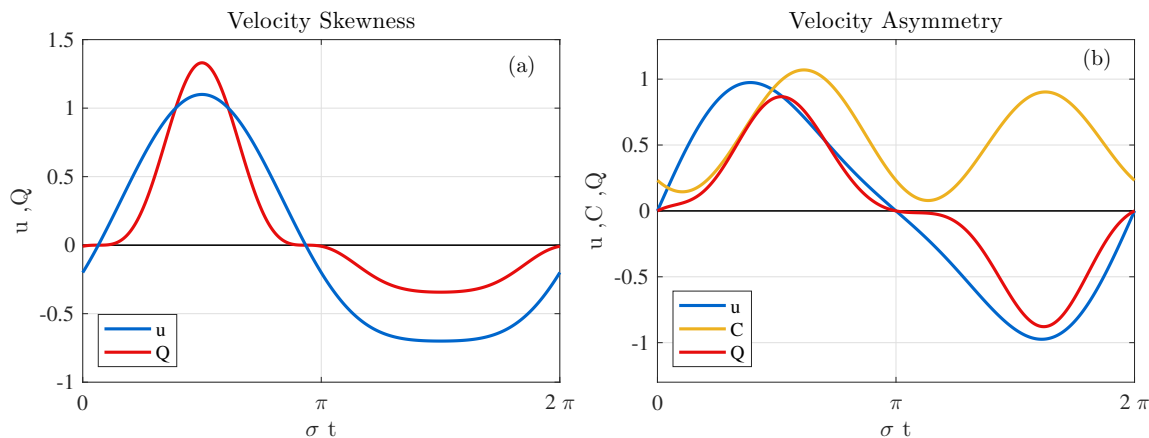 Velocity Skewness
(a)
1.5
1
0.5
0
-0.5
-1
u ,Q
u
Q
0
π
2 π
σ t
Velocity Asymmetry
(b)
1
0.5
0
-0.5
-1
u ,C ,Q
u
C
Q
0
π
2 π
σ t